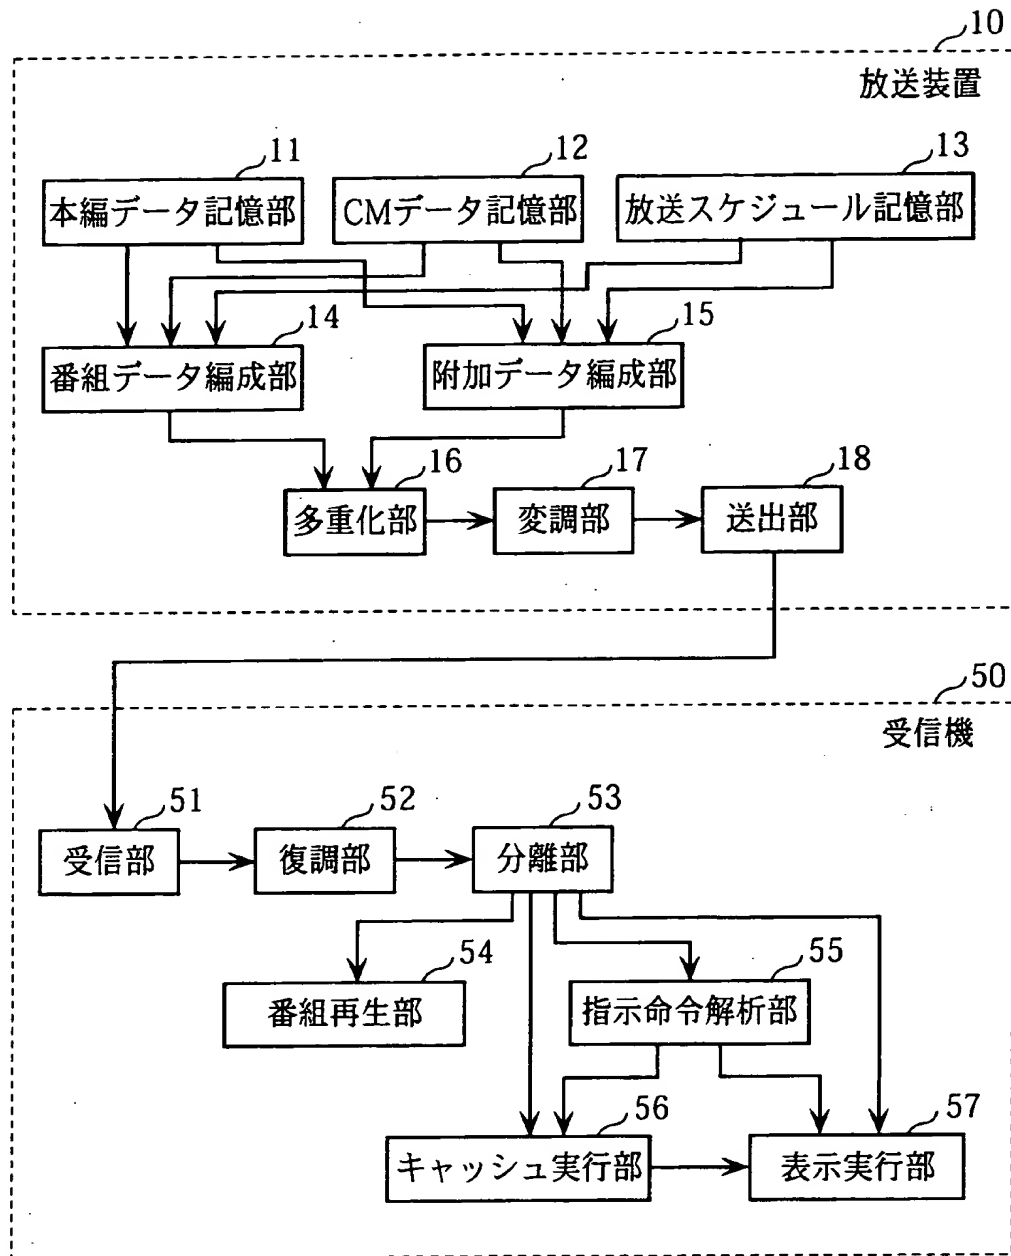 10
放送装置
11
12
13
本編データ記憶部
CMデータ記憶部
放送スケジュール記憶部
14
15
番組データ編成部
附加データ編成部
16
17
18
多重化部
変調部
送出部
50
受信機
51
52
53
受信部
復調部
分離部
54
55
番組再生部
指示命令解析部
56
57
キャッシュ実行部
表示実行部